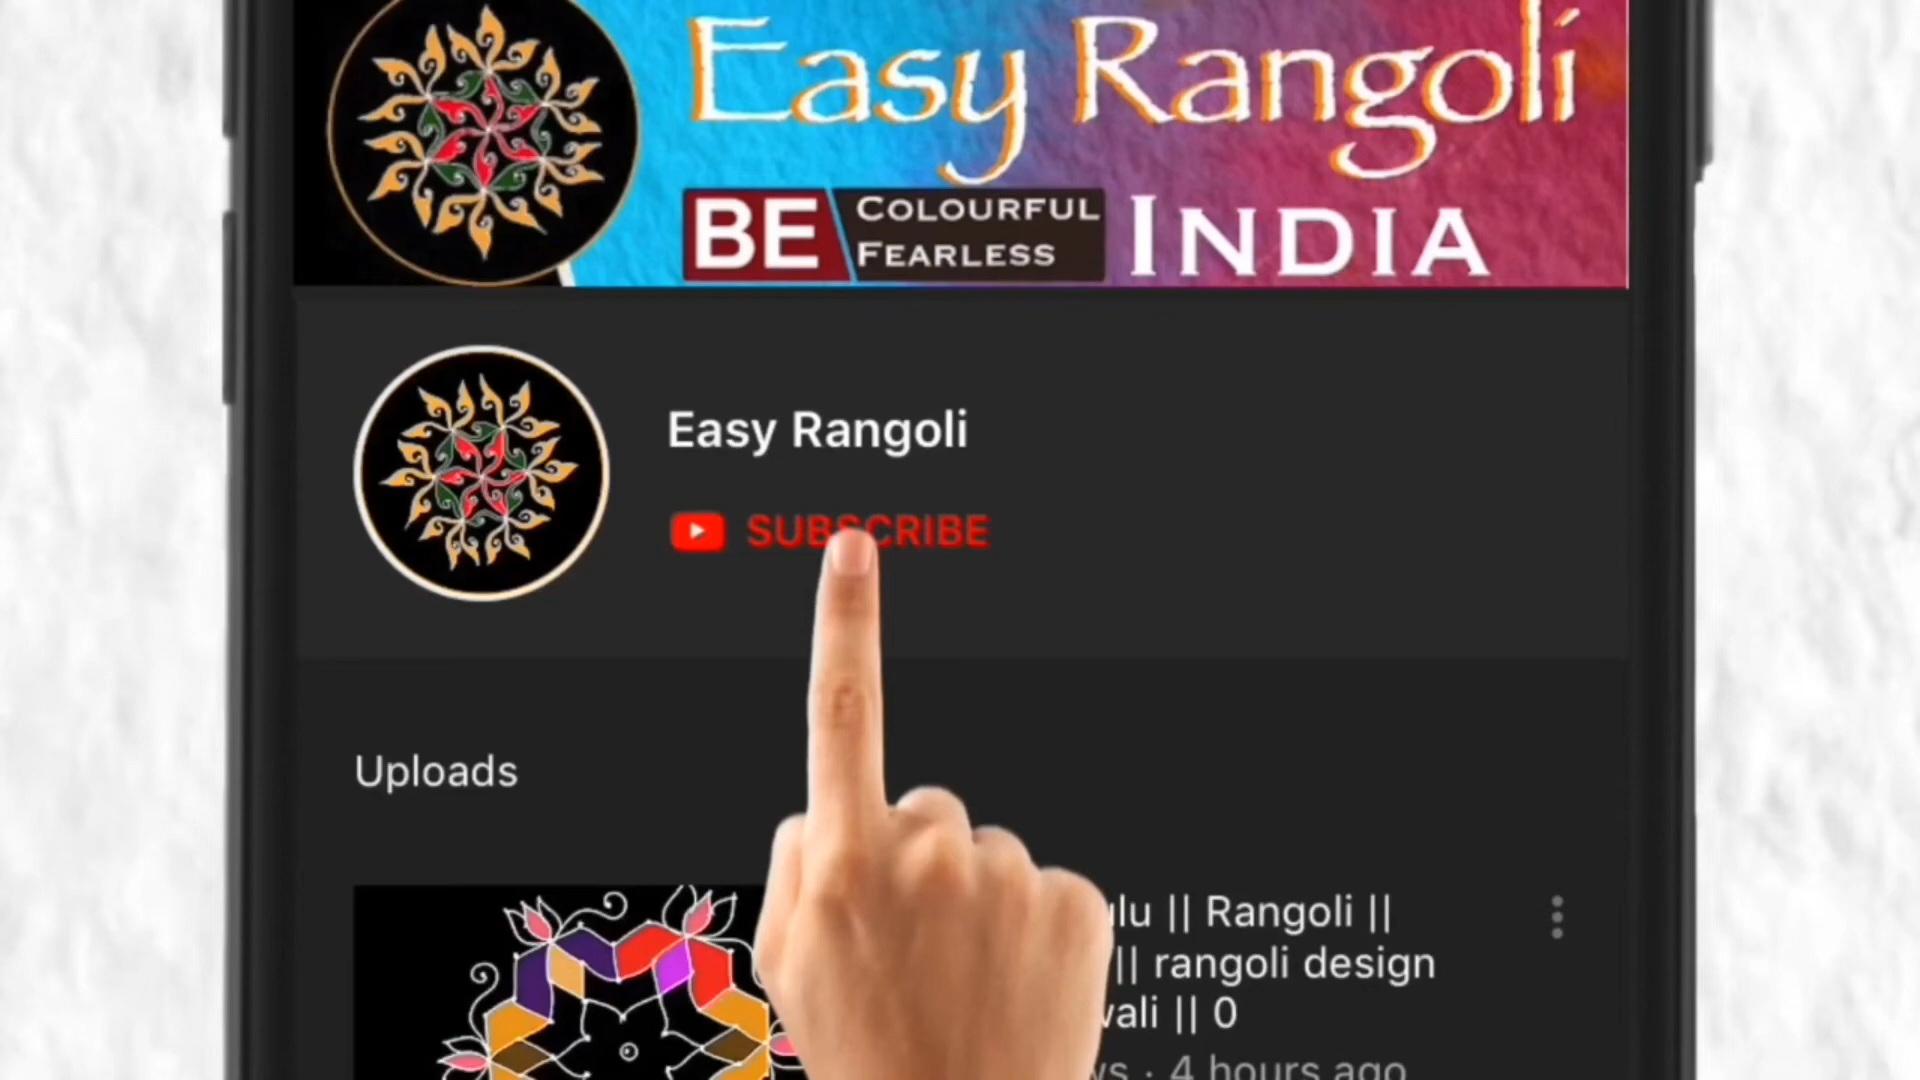 Easy Rangoli
BE COLOURFUL FEARLESS INDIA
Easy Rangoli
SUBSCRIBE
Uploads
|| Rangoli ||
|| rangoli design
|| 0
· 4 hours ago